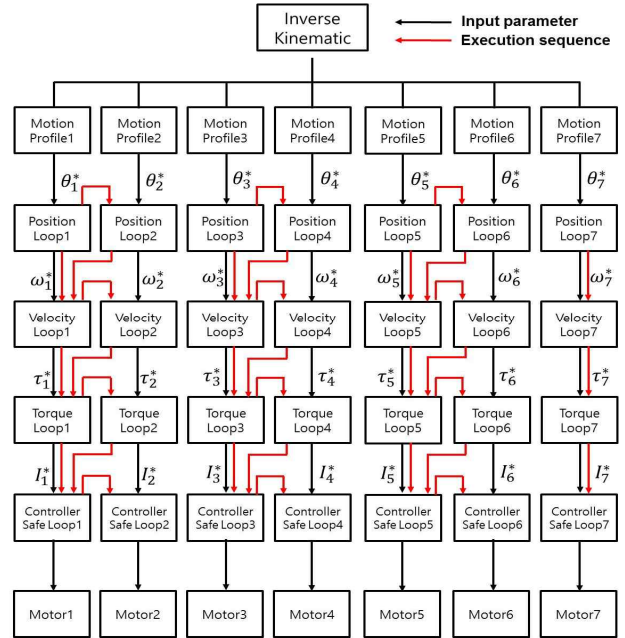 Inverse
Kinematic
Input parameter
Execution sequence
Motion
Profile1
Motion
Profile2
Motion
Profile3
Motion
Profile4
Motion
Profile5
Motion
Profile6
Motion
Profile7
θ₁*
θ₂*
θ₃*
θ₄*
θ₅*
θ₆*
θ₇*
Position
Loop1
Position
Loop2
Position
Loop3
Position
Loop4
Position
Loop5
Position
Loop6
Position
Loop7
ω₁*
ω₂*
ω₃*
ω₄*
ω₅*
ω₆*
ω₇*
Velocity
Loop1
Velocity
Loop2
Velocity
Loop3
Velocity
Loop4
Velocity
Loop5
Velocity
Loop6
Velocity
Loop7
τ₁*
τ₂*
τ₃*
τ₄*
τ₅*
τ₆*
τ₇*
Torque
Loop1
Torque
Loop2
Torque
Loop3
Torque
Loop4
Torque
Loop5
Torque
Loop6
Torque
Loop7
I₁*
I₂*
I₃*
I₄*
I₅*
I₆*
I₇*
Controller
Safe Loop1
Controller
Safe Loop2
Controller
Safe Loop3
Controller
Safe Loop4
Controller
Safe Loop5
Controller
Safe Loop6
Controller
Safe Loop7
Motor1
Motor2
Motor3
Motor4
Motor5
Motor6
Motor7